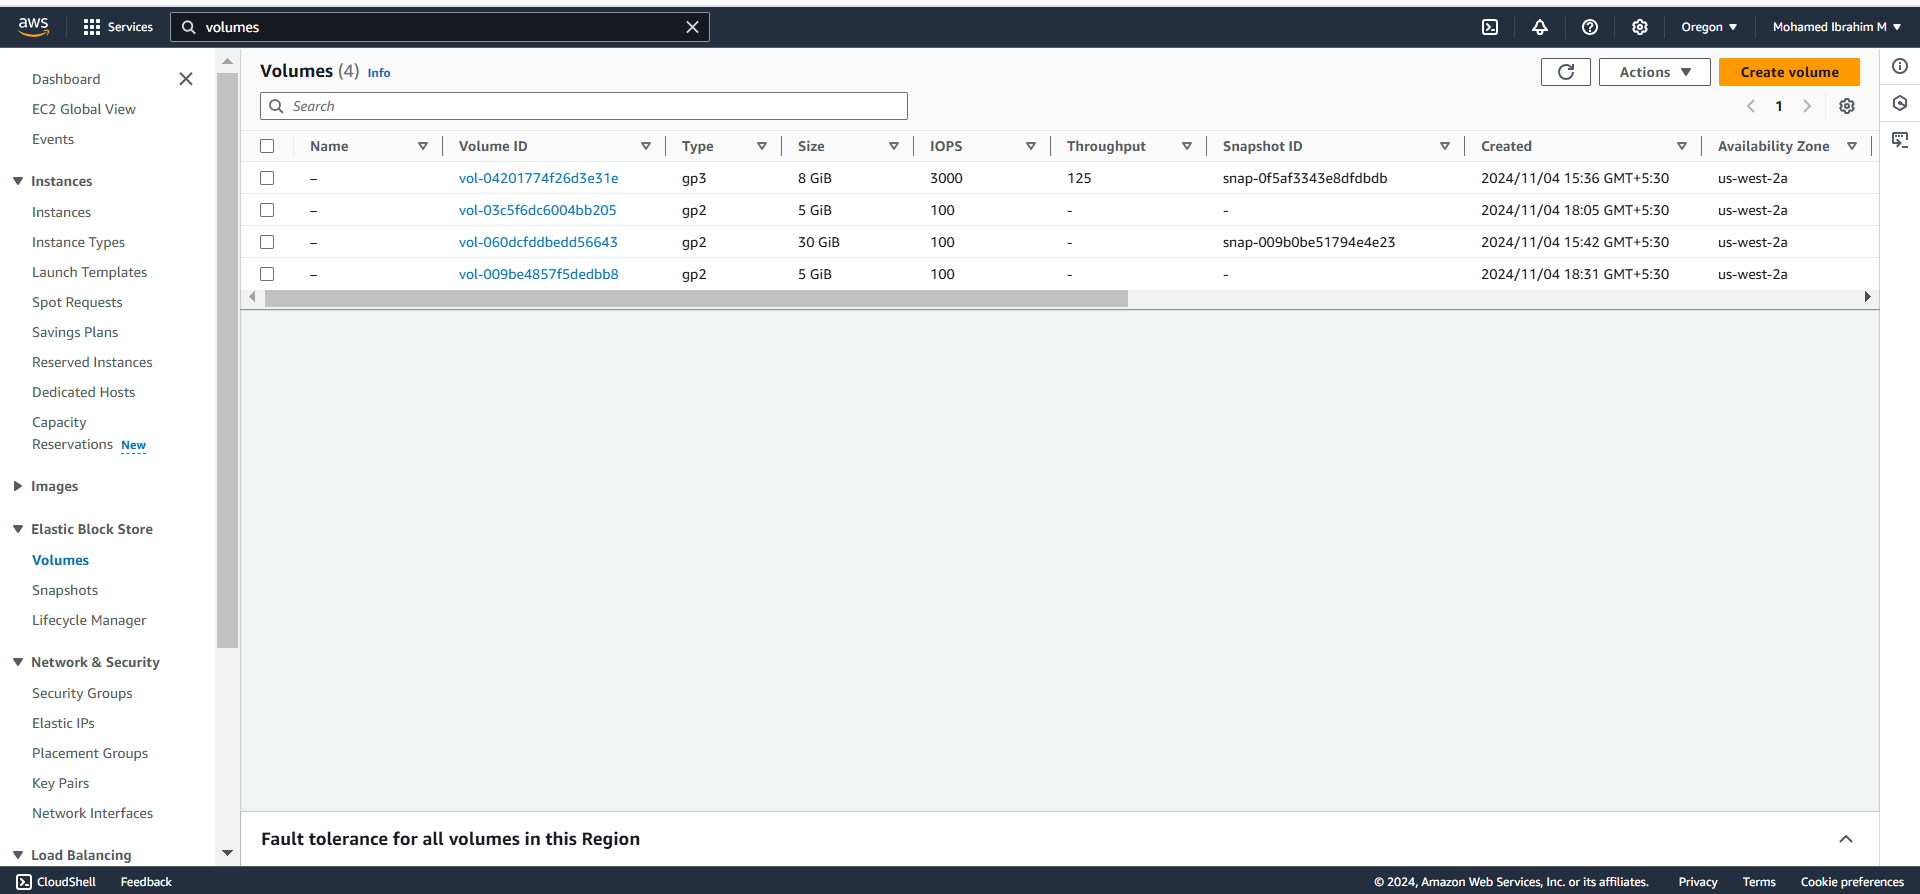 aws
Services
volumes
Oregon
Mohamed Ibrahim M
Dashboard
EC2 Global View
Events
Instances
Instances
Instance Types
Launch Templates
Spot Requests
Savings Plans
Reserved Instances
Dedicated Hosts
Capacity
Reservations New
Images
Elastic Block Store
Volumes
Snapshots
Lifecycle Manager
Network & Security
Security Groups
Elastic IPs
Placement Groups
Key Pairs
Network Interfaces
Load Balancing
Volumes (4) Info
Actions
Create volume
Search
1
Name Volume ID Type Size IOPS Throughput Snapshot ID Created Availability Zone
– vol-04201774f26d3e31e gp3 8 GiB 3000 125 snap-0f5af3343e8dfdbdb 2024/11/04 15:36 GMT+5:30 us-west-2a
– vol-03c5f6dc6004bb205 gp2 5 GiB 100 - - 2024/11/04 18:05 GMT+5:30 us-west-2a
– vol-060dcfddbedd56643 gp2 30 GiB 100 - snap-009b0be51794e4e23 2024/11/04 15:42 GMT+5:30 us-west-2a
– vol-009be4857f5dedbb8 gp2 5 GiB 100 - - 2024/11/04 18:31 GMT+5:30 us-west-2a
Fault tolerance for all volumes in this Region
CloudShell Feedback © 2024, Amazon Web Services, Inc. or its affiliates. Privacy Terms Cookie preferences